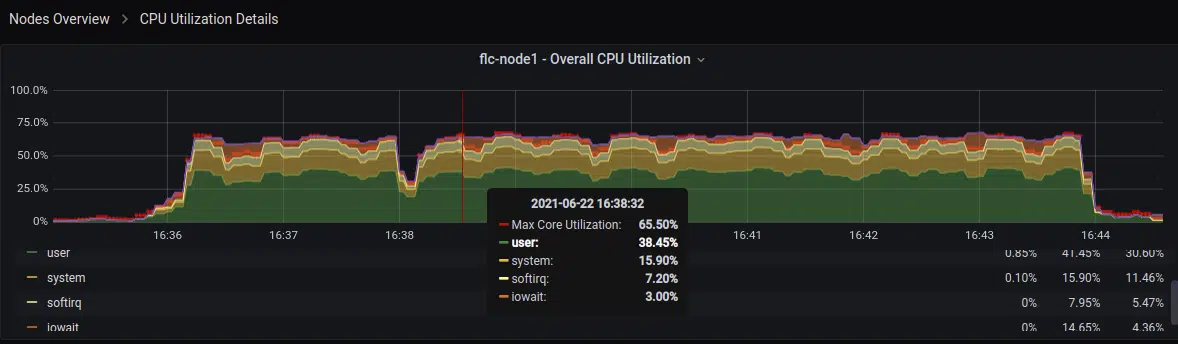 Nodes Overview > CPU Utilization Details
flc-node1 - Overall CPU Utilization
100.0%
75.0%
50.0%
25.0%
0%
16:36 16:37 16:38 16:41 16:42 16:43 16:44
2021-06-22 16:38:32
Max Core Utilization: 65.50%
user: 38.45%
system: 15.90%
softirq: 7.20%
iowait: 3.00%
user 0.85% 41.45% 30.60%
system 0.10% 15.90% 11.46%
softirq 0% 7.95% 5.47%
iowait 0% 14.65% 4.36%